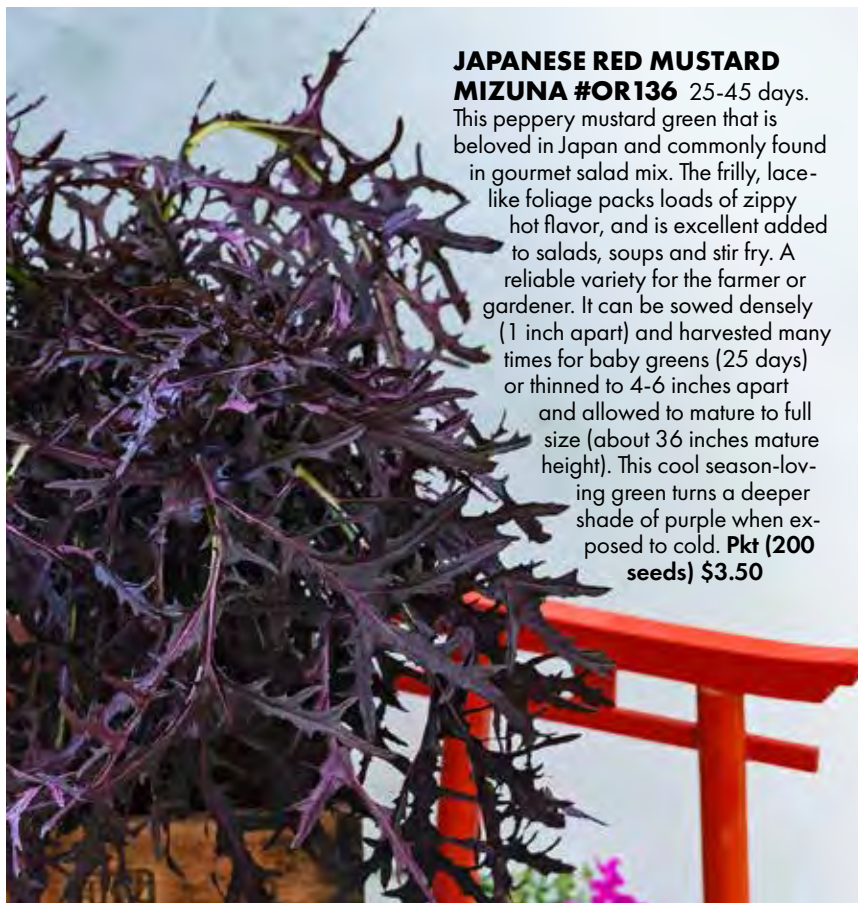 JAPANESE RED MUSTARD
MIZUNA #OR136 25-45 days.
This peppery mustard green that is
beloved in Japan and commonly found
in gourmet salad mix. The frilly, lace-
like foliage packs loads of zippy
hot flavor, and is excellent added
to salads, soups and stir fry. A
reliable variety for the farmer or
gardener. It can be sowed densely
(1 inch apart) and harvested many
times for baby greens (25 days)
or thinned to 4-6 inches apart
and allowed to mature to full
size (about 36 inches mature
height). This cool season-lov-
ing green turns a deeper
shade of purple when ex-
posed to cold. Pkt (200
seeds) $3.50